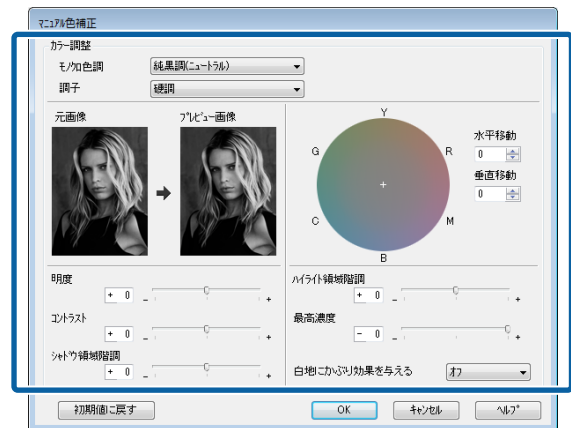 マニュアル色補正
カラー調整
モノクロ色調 純黒調(ニュートラル)
調子 硬調
元画像 プレビュー画像
Y
G R
C M
B
水平移動
0
垂直移動
0
明度
+ 0 - +
コントラスト
+ 0 - +
シャドウ領域階調
+ 0 - +
ハイライト領域階調
+ 0 - +
最高濃度
- 0 - +
白地にかぶり効果を与える オフ
初期値に戻す OK キャンセル ヘルプ